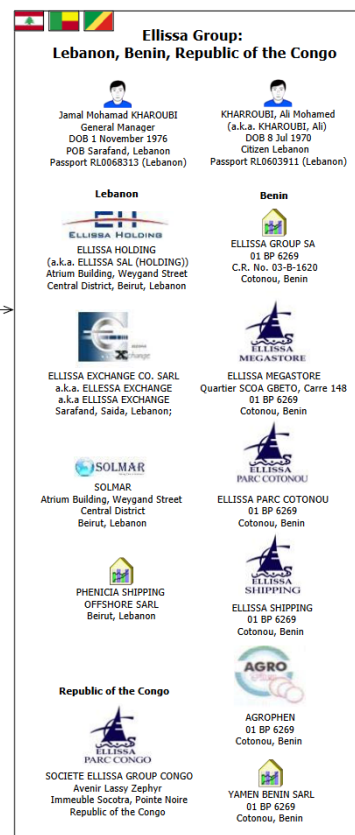 Ellissa Group:
Lebanon, Benin, Republic of the Congo
Jamal Mohamad KHAROUBI
General Manager
DOB 1 November 1976
POB Sarafand, Lebanon
Passport RL0068313 (Lebanon)
KHARROUBI, Ali Mohamed
(a.k.a. KHAROUBI, Ali)
DOB 8 Jul 1970
Citizen Lebanon
Passport RL0603911 (Lebanon)
Lebanon
EH
ELLISSA HOLDING
ELLISSA HOLDING
(a.k.a. ELLISSA SAL (HOLDING))
Atrium Building, Weygand Street
Central District, Beirut, Lebanon
xchange
ELLISSA EXCHANGE CO. SARL
a.k.a. ELLESSA EXCHANGE
a.k.a ELLISSA EXCHANGE
Sarafand, Saida, Lebanon;
SOLMAR
SOLMAR
Atrium Building, Weygand Street
Central District
Beirut, Lebanon
PHENICIA SHIPPING
OFFSHORE SARL
Beirut, Lebanon
Republic of the Congo
ELLISSA
PARC CONGO
SOCIETE ELLISSA GROUP CONGO
Avenir Lassy Zephyr
Immeuble Socotra, Pointe Noire
Republic of the Congo
Benin
ELLISSA GROUP SA
01 BP 6269
C.R. No. 03-B-1620
Cotonou, Benin
ELLISSA
MEGASTORE
ELLISSA MEGASTORE
Quartier SCOA GBETO, Carre 148
01 BP 6269
Cotonou, Benin
ELLISSA
PARC COTONOU
ELLISSA PARC COTONOU
01 BP 6269
Cotonou, Benin
ELLISSA
SHIPPING
ELLISSA SHIPPING
01 BP 6269
Cotonou, Benin
AGRO
AGROPHEN
01 BP 6269
Cotonou, Benin
YAMEN BENIN SARL
01 BP 6269
Cotonou, Benin